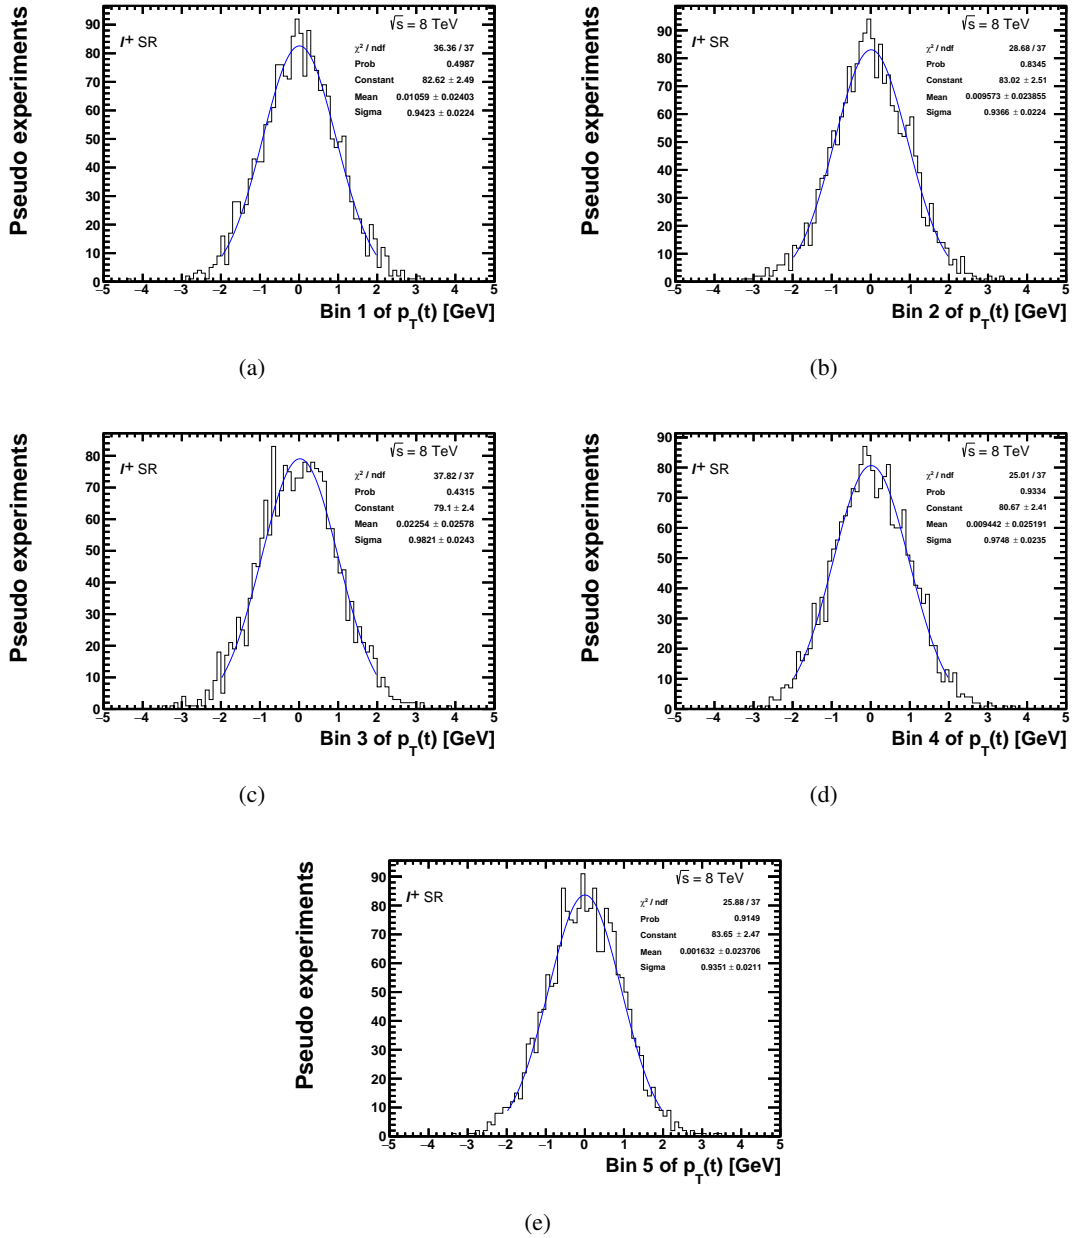 Pseudo experiments
90
80
70
60
50
40
30
20
10
0
l+ SR
√s = 8 TeV
χ² / ndf 36.36 / 37
Prob 0.4987
Constant 82.62 ± 2.49
Mean 0.01059 ± 0.02403
Sigma 0.9423 ± 0.0224
−5 −4 −3 −2 −1 0 1 2 3 4 5
Bin 1 of p_T(t) [GeV]
(a)
Pseudo experiments
90
80
70
60
50
40
30
20
10
0
l+ SR
√s = 8 TeV
χ² / ndf 28.68 / 37
Prob 0.8345
Constant 83.02 ± 2.51
Mean 0.009573 ± 0.023855
Sigma 0.9366 ± 0.0224
−5 −4 −3 −2 −1 0 1 2 3 4 5
Bin 2 of p_T(t) [GeV]
(b)
Pseudo experiments
80
70
60
50
40
30
20
10
0
l+ SR
√s = 8 TeV
χ² / ndf 37.82 / 37
Prob 0.4315
Constant 79.1 ± 2.4
Mean 0.02254 ± 0.02578
Sigma 0.9821 ± 0.0243
−5 −4 −3 −2 −1 0 1 2 3 4 5
Bin 3 of p_T(t) [GeV]
(c)
Pseudo experiments
90
80
70
60
50
40
30
20
10
0
l+ SR
√s = 8 TeV
χ² / ndf 25.01 / 37
Prob 0.9334
Constant 80.67 ± 2.41
Mean 0.009442 ± 0.025191
Sigma 0.9748 ± 0.0235
−5 −4 −3 −2 −1 0 1 2 3 4 5
Bin 4 of p_T(t) [GeV]
(d)
Pseudo experiments
90
80
70
60
50
40
30
20
10
0
l+ SR
√s = 8 TeV
χ² / ndf 25.88 / 37
Prob 0.9149
Constant 83.65 ± 2.47
Mean 0.001632 ± 0.023706
Sigma 0.9351 ± 0.0211
−5 −4 −3 −2 −1 0 1 2 3 4 5
Bin 5 of p_T(t) [GeV]
(e)